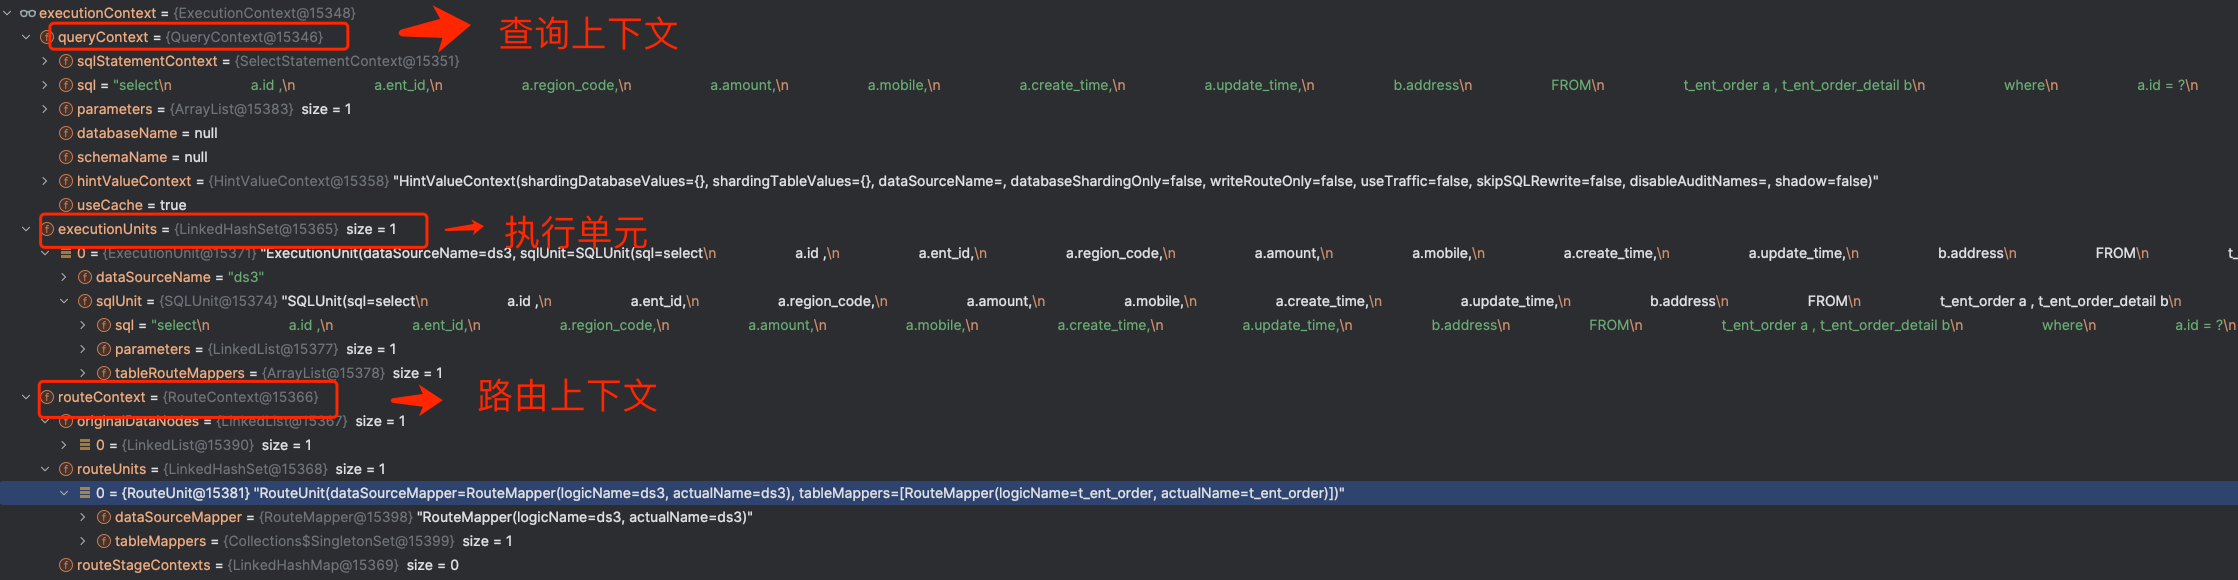 executionContext = {ExecutionContext@15348}
queryContext = {QueryContext@15346}
查询上下文
sqlStatementContext = {SelectStatementContext@15351}
sql = "select\n a.id ,\n a.ent_id,\n a.region_code,\n a.amount,\n a.mobile,\n a.create_time,\n a.update_time,\n b.address\n FROM\n t_ent_order a , t_ent_order_detail b\n where\n a.id = ?\n
parameters = {ArrayList@15383} size = 1
databaseName = null
schemaName = null
hintValueContext = {HintValueContext@15358} "HintValueContext(shardingDatabaseValues={}, shardingTableValues={}, dataSourceName=, databaseShardingOnly=false, writeRouteOnly=false, useTraffic=false, skipSQLRewrite=false, disableAuditNames=, shadow=false)"
useCache = true
executionUnits = {LinkedHashSet@15365} size = 1
执行单元
0 = {ExecutionUnit@15371} "ExecutionUnit(dataSourceName=ds3, sqlUnit=SQLUnit(sql=select\n a.id ,\n a.ent_id,\n a.region_code,\n a.amount,\n a.mobile,\n a.create_time,\n a.update_time,\n b.address\n FROM\n t_
dataSourceName = "ds3"
sqlUnit = {SQLUnit@15374} "SQLUnit(sql=select\n a.id ,\n a.ent_id,\n a.region_code,\n a.amount,\n a.mobile,\n a.create_time,\n a.update_time,\n b.address\n FROM\n t_ent_order a , t_ent_order_detail b\n
sql = "select\n a.id ,\n a.ent_id,\n a.region_code,\n a.amount,\n a.mobile,\n a.create_time,\n a.update_time,\n b.address\n FROM\n t_ent_order a , t_ent_order_detail b\n where\n a.id = ?\n
parameters = {LinkedList@15377} size = 1
tableRouteMappers = {ArrayList@15378} size = 1
routeContext = {RouteContext@15366}
路由上下文
originalDataNodes = {LinkedList@15367} size = 1
0 = {LinkedList@15390} size = 1
routeUnits = {LinkedHashSet@15368} size = 1
0 = {RouteUnit@15381} "RouteUnit(dataSourceMapper=RouteMapper(logicName=ds3, actualName=ds3), tableMappers=[RouteMapper(logicName=t_ent_order, actualName=t_ent_order)])"
dataSourceMapper = {RouteMapper@15398} "RouteMapper(logicName=ds3, actualName=ds3)"
tableMappers = {Collections$SingletonSet@15399} size = 1
routeStageContexts = {LinkedHashMap@15369} size = 0